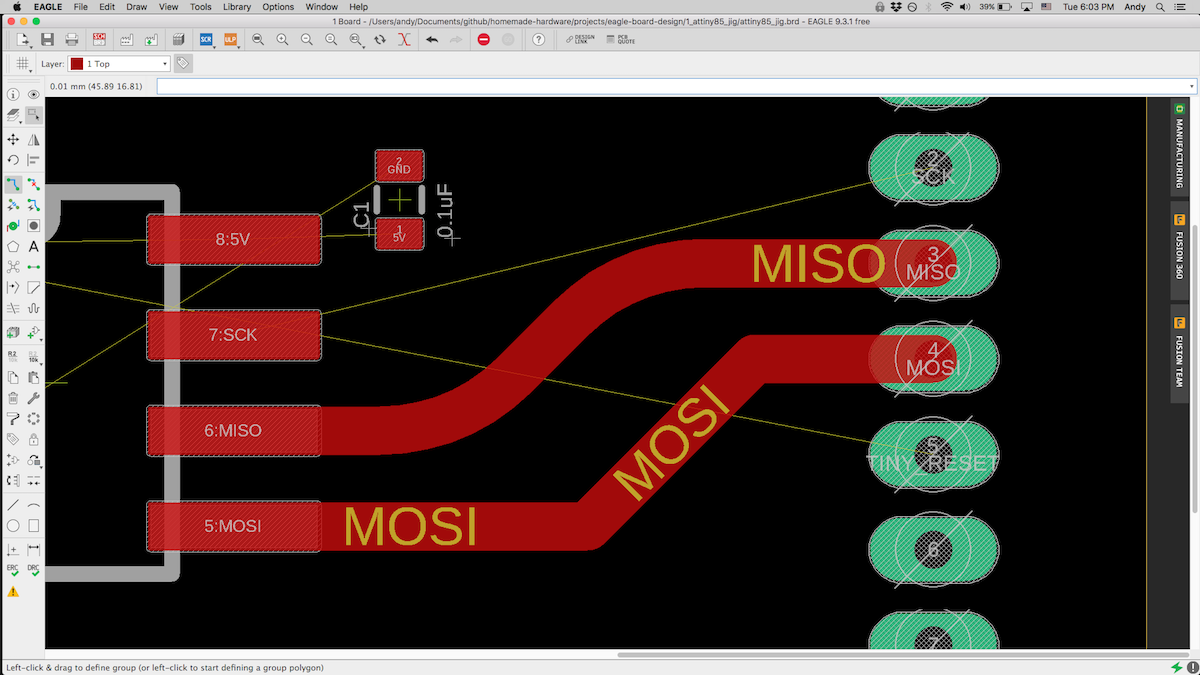 EAGLE File Edit Draw View Tools Library Options Window Help
39% Tue 6:03 PM Andy
1 Board - /Users/andy/Documents/github/homemade-hardware/projects/eagle-board-design/1_attiny85_jig/attiny85_jig.brd - EAGLE 9.3.1 free
SCH
SCR
ULP
DESIGN LINK
PCB QUOTE
Layer: 1 Top
0.01 mm (45.89 16.81)
R2
10k
R2
10k
ERC
DRC
2
GND
C1
0.1uF
1
5V
8:5V
7:SCK
6:MISO
5:MOSI
MISO
MOSI
MOSI
2
SCK
3
MISO
4
MOSI
5
TINY_RESET
6
7
MANUFACTURING
FUSION 360
FUSION TEAM
Left-click & drag to define group (or left-click to start defining a group polygon)